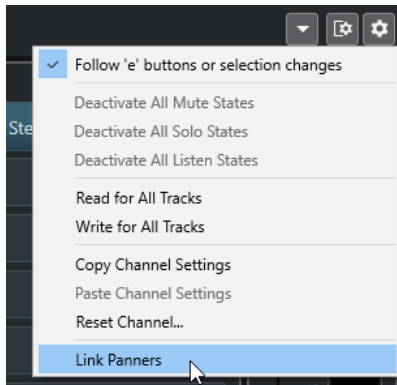 Follow 'e' buttons or selection changes
Ste
Deactivate All Mute States
Deactivate All Solo States
Deactivate All Listen States
Read for All Tracks
Write for All Tracks
Copy Channel Settings
Paste Channel Settings
Reset Channel...
Link Panners